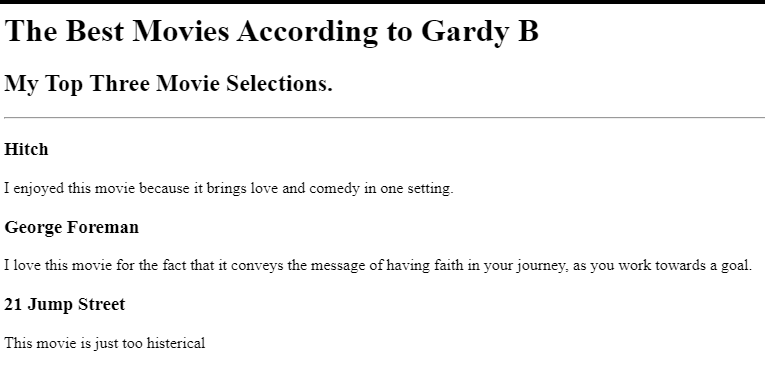 The Best Movies According to Gardy B
My Top Three Movie Selections.
Hitch
I enjoyed this movie because it brings love and comedy in one setting.
George Foreman
I love this movie for the fact that it conveys the message of having faith in your journey, as you work towards a goal.
21 Jump Street
This movie is just too histerical